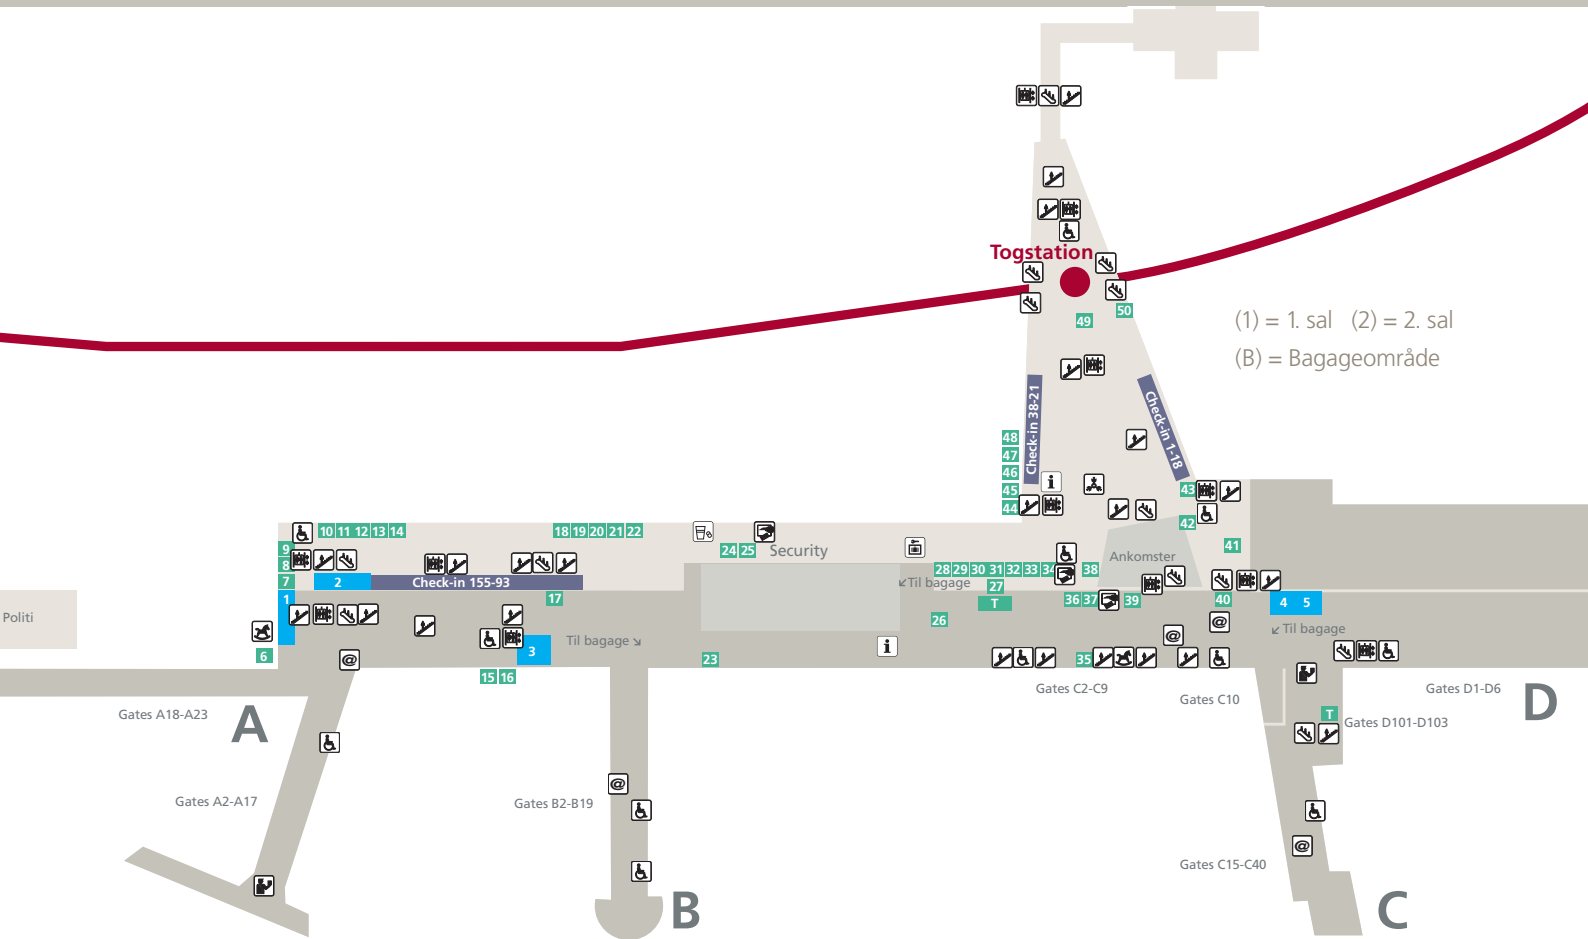 Togstation
50
49
(1) = 1. sal (2) = 2. sal
(B) = Bagageområde
Check-in 38-21
Check-in 1-18
48
47
46
45
44
43
42
41
10 11 12 13 14
18 19 20 21 22
24 25
Security
Ankomster
9
8
7
2
Check-in 155-93
Til bagage
28 29 30 31 32 33 34
38
27
T
36 37
39
40
1
17
26
4 5
Politi
Til bagage
Til bagage
3
6
15 16
23
35
Gates C2-C9
Gates C10
Gates D1-D6
D
Gates A18-A23
A
T
Gates D101-D103
Gates A2-A17
Gates B2-B19
Gates C15-C40
B
C